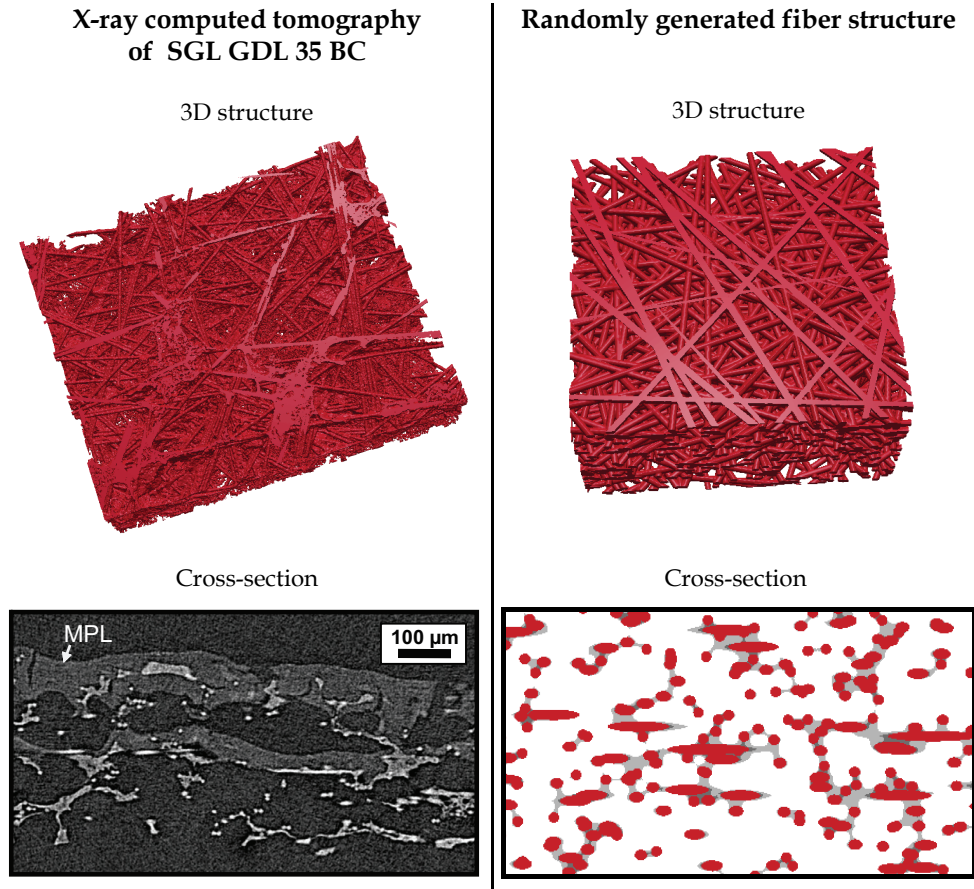 X-ray computed tomography
of SGL GDL 35 BC
3D structure
Cross-section
MPL
100 µm
Randomly generated fiber structure
3D structure
Cross-section